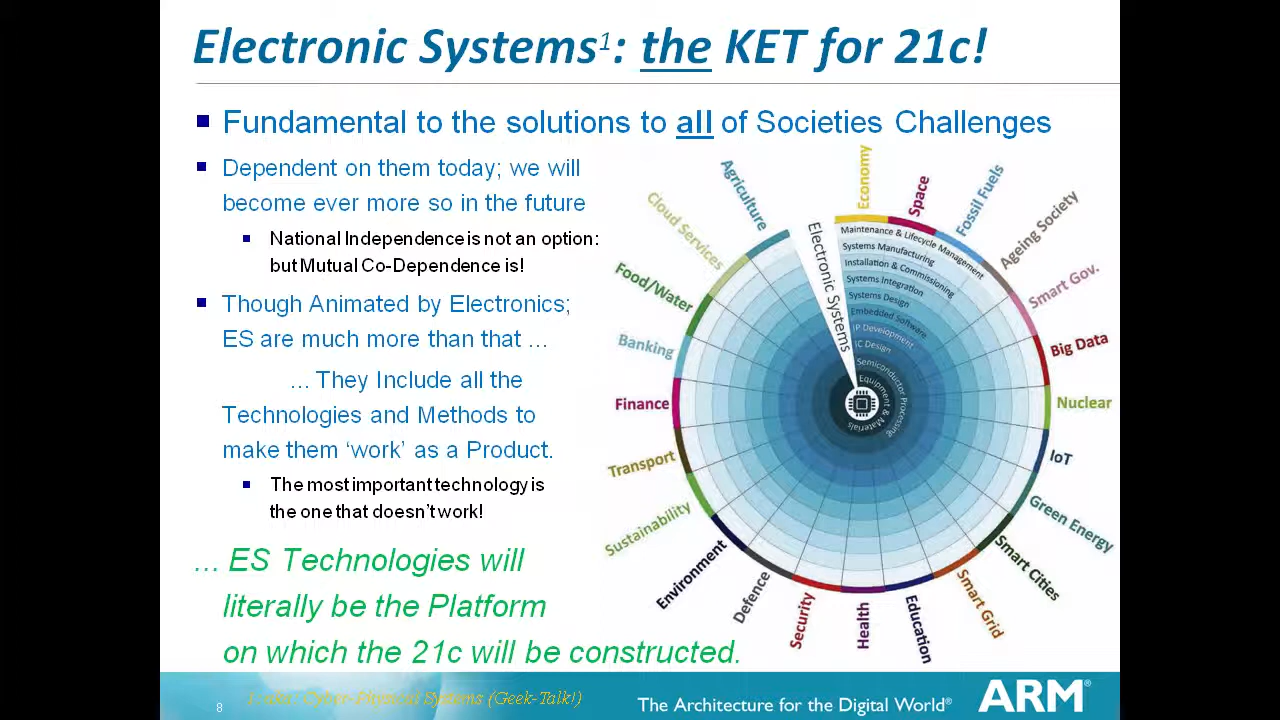 Electronic Systems1: the KET for 21c!
Fundamental to the solutions to all of Societies Challenges
Dependent on them today; we will
become ever more so in the future
National Independence is not an option:
but Mutual Co-Dependence is!
Though Animated by Electronics;
ES are much more than that ...
... They Include all the
Technologies and Methods to
make them ‘work’ as a Product.
The most important technology is
the one that doesn’t work!
... ES Technologies will
literally be the Platform
on which the 21c will be constructed.
Economy
Space
Fossil Fuels
Ageing Society
Smart Gov.
Big Data
Nuclear
IoT
Green Energy
Smart Cities
Smart Grid
Education
Health
Security
Defence
Environment
Sustainability
Transport
Finance
Banking
Food/Water
Cloud Services
Agriculture
Electronic Systems
Maintenance & Lifecycle Management
Systems Manufacturing
Installation & Commissioning
Systems Integration
Systems Design
Embedded Software
IP Development
IC Design
Semiconductor Processing
Equipment & Materials
8
1: aka: Cyber-Physical Systems (Geek-Talk!)
The Architecture for the Digital World®
ARM®